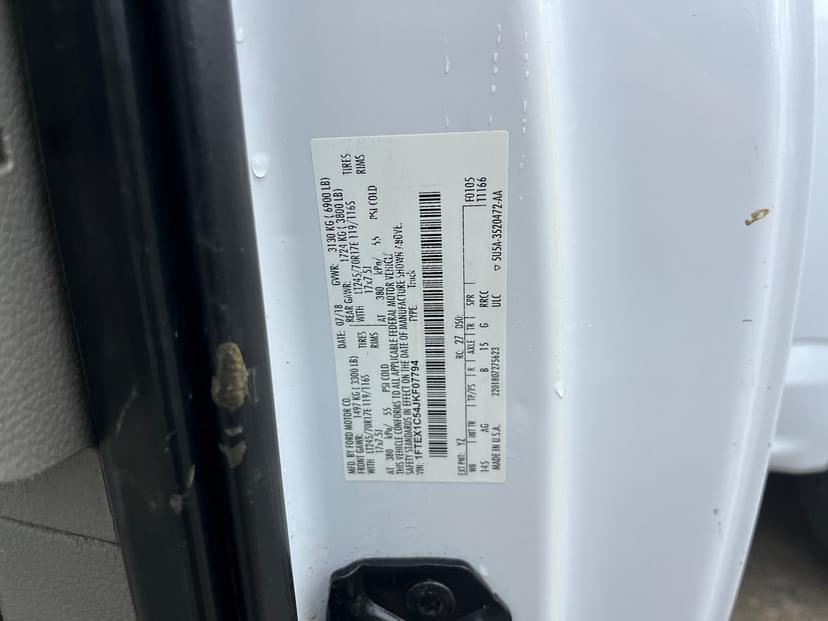 MFD. BY FORD MOTOR CO. DATE: 07/18 GVWR: 3130 KG ( 6900 LB)
FRONT GAWR: 1497 KG ( 3300 LB) REAR GAWR: 1724 KG ( 3800 LB)
WITH LT245/70R17E 119/116S TIRES WITH LT245/70R17E 119/116S TIRES
17x7.5J RIMS 17x7.5J RIMS
AT 380 kPa/ 55 PSI COLD AT 380 kPa/ 55 PSI COLD
THIS VEHICLE CONFORMS TO ALL APPLICABLE FEDERAL MOTOR VEHICLE
SAFETY STANDARDS IN EFFECT ON THE DATE OF MANUFACTURE SHOWN ABOVE.
VIN: 1FTEX1C54JKF07794 TYPE: Truck
EXT PNT: YZ RC: 27 DSO: F0105
WB INT TR TP/PS R AXLE TR SPR T1166
145 AG B 15 G RRCC
MADE IN U.S.A. 2201807275623 ULC 5U5A-3520472-AA